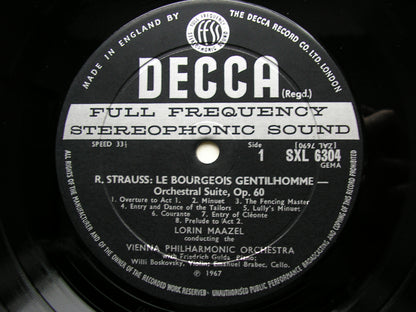 MADE IN ENGLAND BY
THE DECCA RECORD CO. LTD. LONDON
FULL FREQUENCY
ffss
STEREOPHONIC SOUND
DECCA (Regd.)
FULL FREQUENCY
STEREOPHONIC SOUND
SPEED 33⅓
Side
1
[ZAL 7690]
SXL 6304
GEMA
R. STRAUSS: LE BOURGEOIS GENTILHOMME —
Orchestral Suite, Op. 60
1. Overture to Act 1. 2. Minuet 3. The Fencing Master
4. Entry and Dance of the Tailors 5. Lully's Minuet
6. Courante 7. Entry of Cléonte
8. Prelude to Act 2
LORIN MAAZEL
conducting the
VIENNA PHILHARMONIC ORCHESTRA
with Friedrich Gulda, Piano;
Willi Boskovsky, Violin; Emanuel Brabec, Cello.
℗ 1967
ALL RIGHTS OF THE MANUFACTURER AND OF THE OWNER OF THE RECORDED WORK RESERVED · UNAUTHORISED PUBLIC PERFORMANCE BROADCASTING AND COPYING OF THIS RECORD PROHIBITED